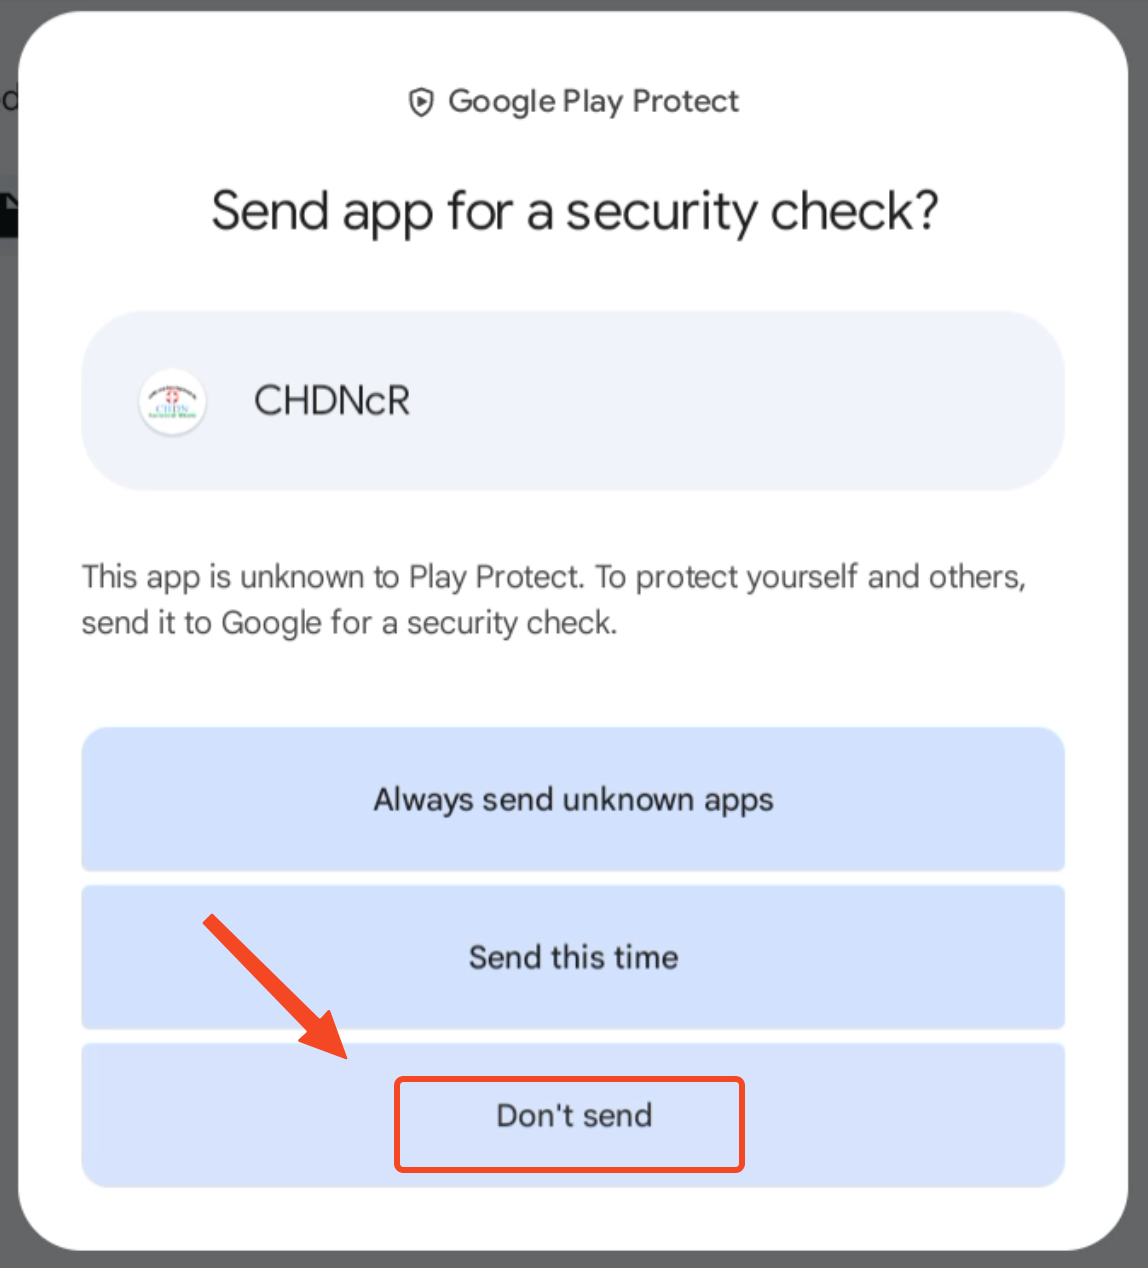 Google Play Protect
Send app for a security check?
CHDN
CHDNcR
This app is unknown to Play Protect. To protect yourself and others,
send it to Google for a security check.
Always send unknown apps
Send this time
Don't send